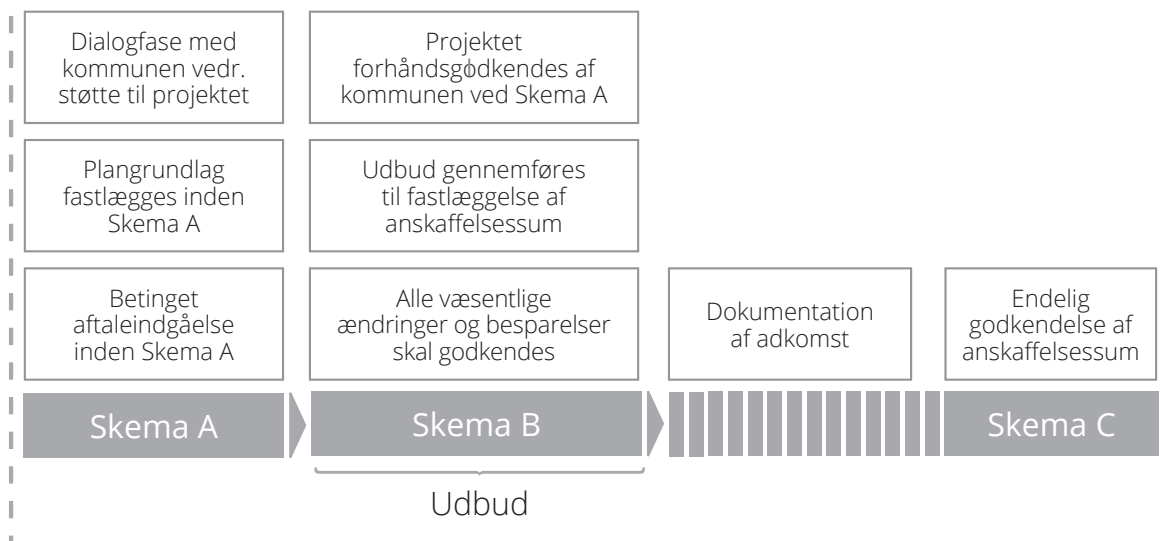 Dialogfase med
kommunen vedr.
støtte til projektet
Plangrundlag
fastlægges inden
Skema A
Betinget
aftaleindgåelse
inden Skema A
Skema A
Projektet
forhåndsgodkendes af
kommunen ved Skema A
Udbud gennemføres
til fastlæggelse af
anskaffelsessum
Alle væsentlige
ændringer og besparelser
skal godkendes
Skema B
Udbud
Dokumentation
af adkomst
Endelig
godkendelse af
anskaffelsessum
Skema C